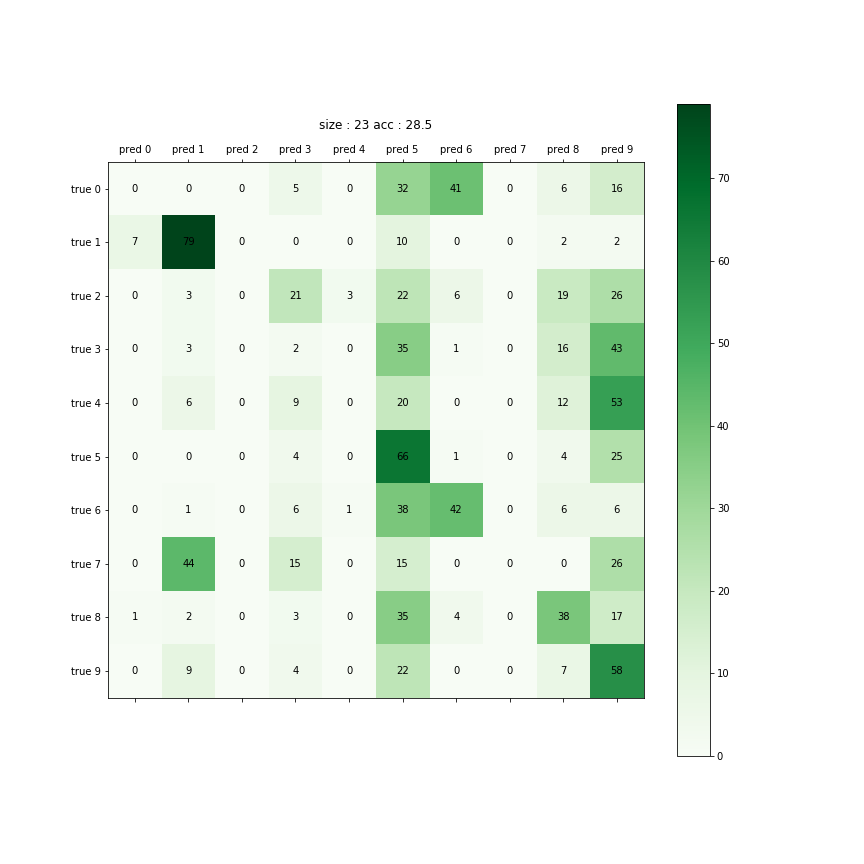 size : 23 acc : 28.5
pred 0 pred 1 pred 2 pred 3 pred 4 pred 5 pred 6 pred 7 pred 8 pred 9
true 0 0 0 0 5 0 32 41 0 6 16
true 1 7 79 0 0 0 10 0 0 2 2
true 2 0 3 0 21 3 22 6 0 19 26
true 3 0 3 0 2 0 35 1 0 16 43
true 4 0 6 0 9 0 20 0 0 12 53
true 5 0 0 0 4 0 66 1 0 4 25
true 6 0 1 0 6 1 38 42 0 6 6
true 7 0 44 0 15 0 15 0 0 0 26
true 8 1 2 0 3 0 35 4 0 38 17
true 9 0 9 0 4 0 22 0 0 7 58
70
60
50
40
30
20
10
0